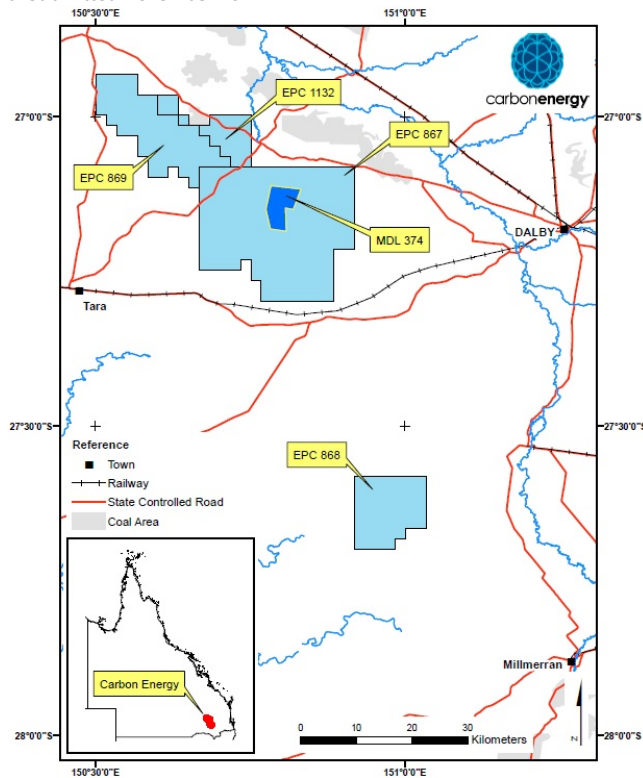 150°30'0"E
151°0'0"E
carbonenergy
27°0'0"S
27°0'0"S
EPC 1132
EPC 867
EPC 869
MDL 374
DALBY
Tara
27°30'0"S
27°30'0"S
Reference
Town
Railway
State Controlled Road
Coal Area
EPC 868
Carbon Energy
Millmerran
0 10 20 30
Kilometers
N
28°0'0"S
28°0'0"S
150°30'0"E
151°0'0"E